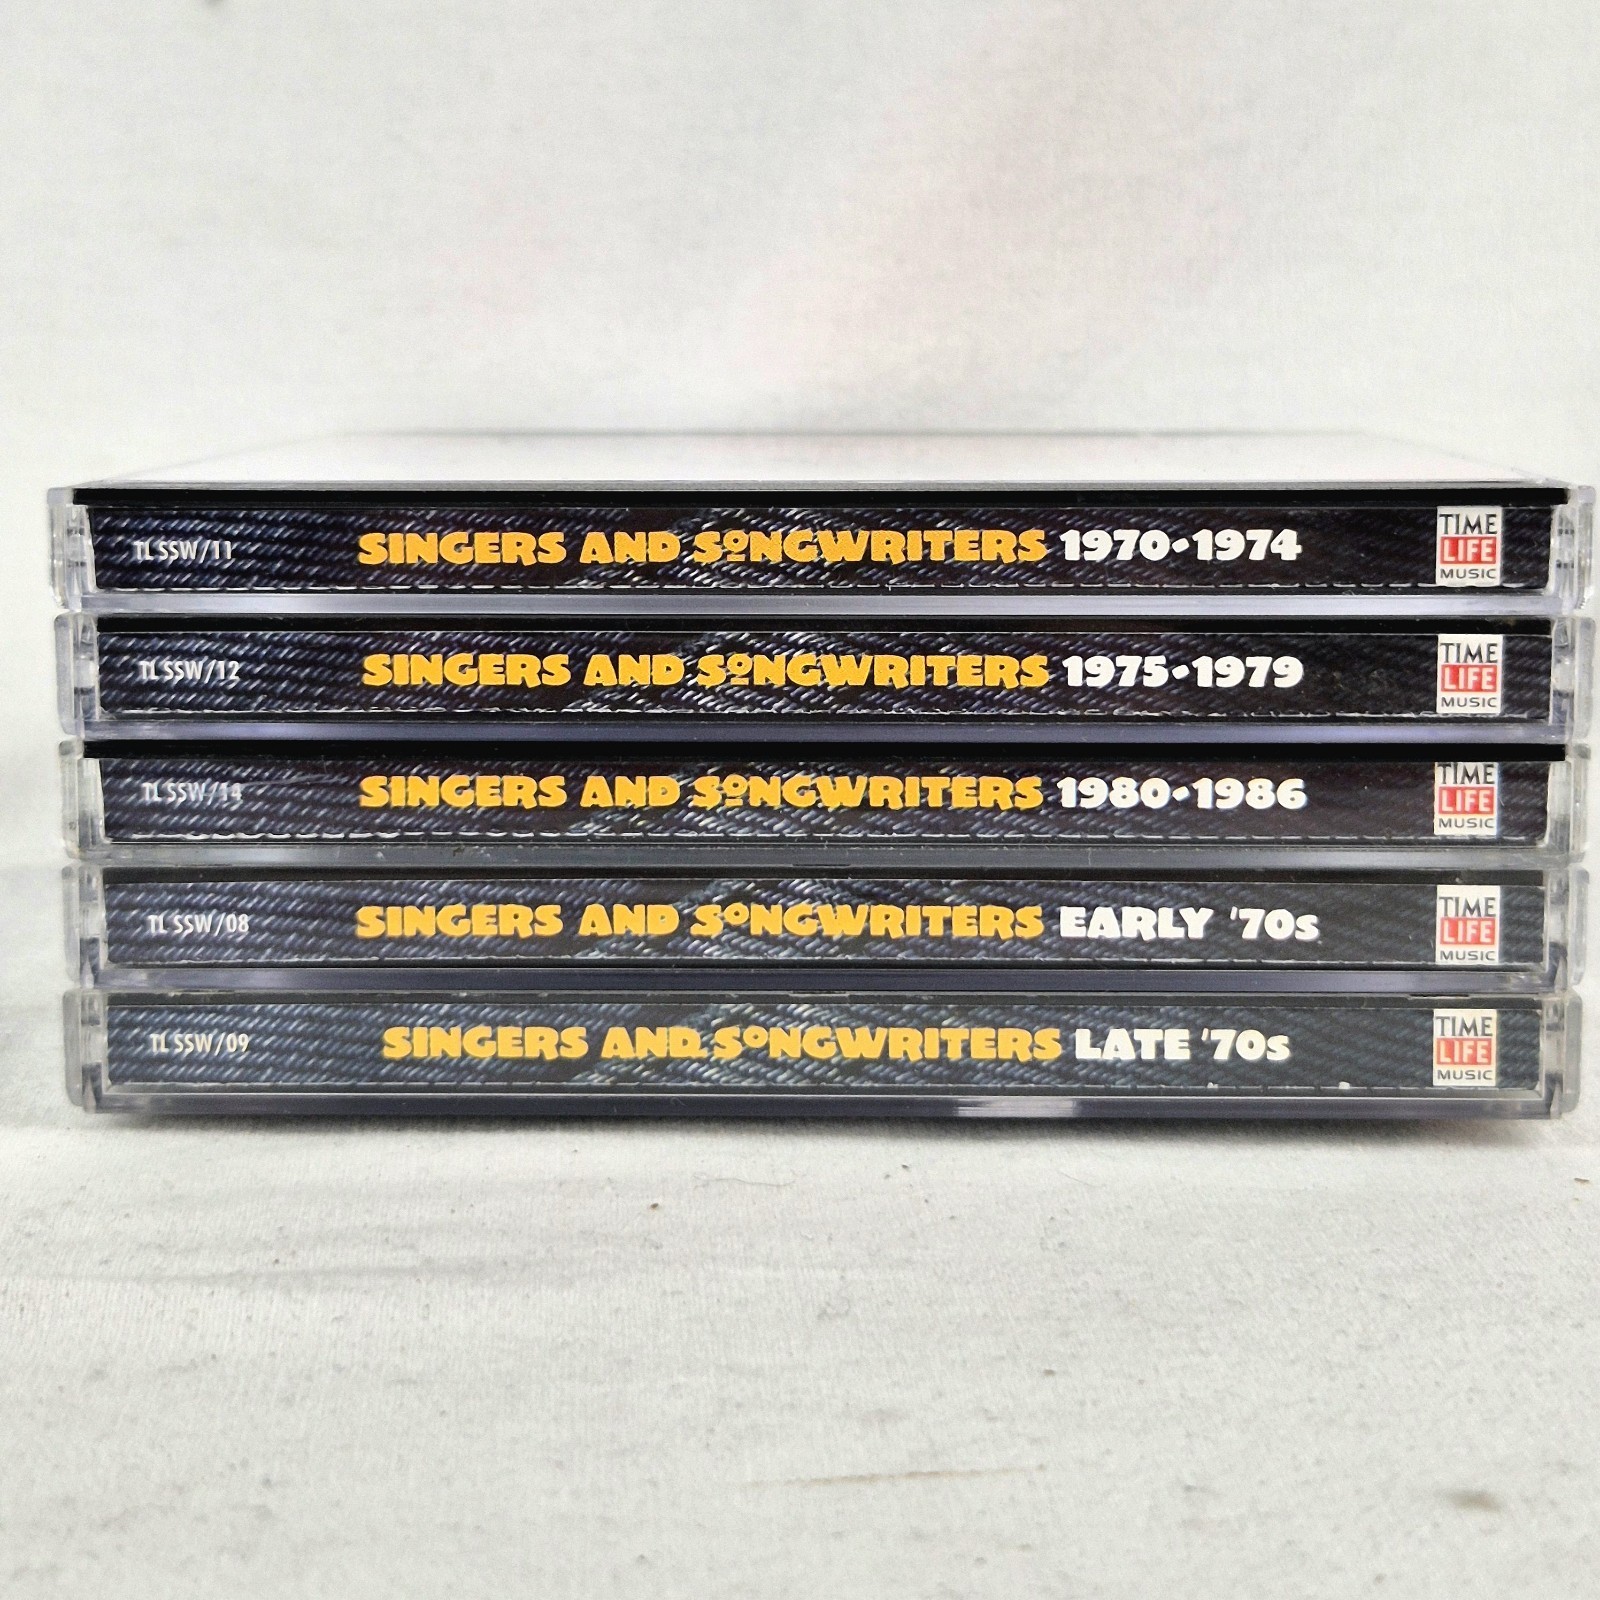 TL SSW/11 SINGERS AND SONGWRITERS 1970•1974 TIME LIFE MUSIC
TL SSW/12 SINGERS AND SONGWRITERS 1975•1979 TIME LIFE MUSIC
TL SSW/14 SINGERS AND SONGWRITERS 1980•1986 TIME LIFE MUSIC
TL SSW/08 SINGERS AND SONGWRITERS EARLY '70s TIME LIFE MUSIC
TL SSW/09 SINGERS AND SONGWRITERS LATE '70s TIME LIFE MUSIC